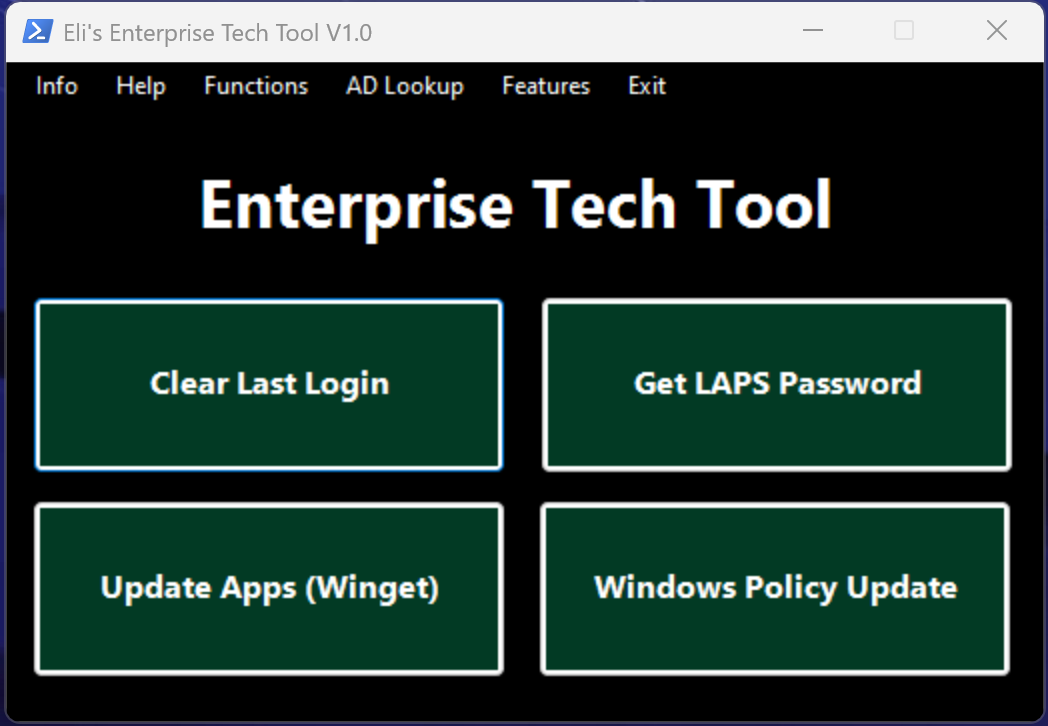 Eli's Enterprise Tech Tool V1.0
Info Help Functions AD Lookup Features Exit
Enterprise Tech Tool
Clear Last Login Get LAPS Password
Update Apps (Winget) Windows Policy Update